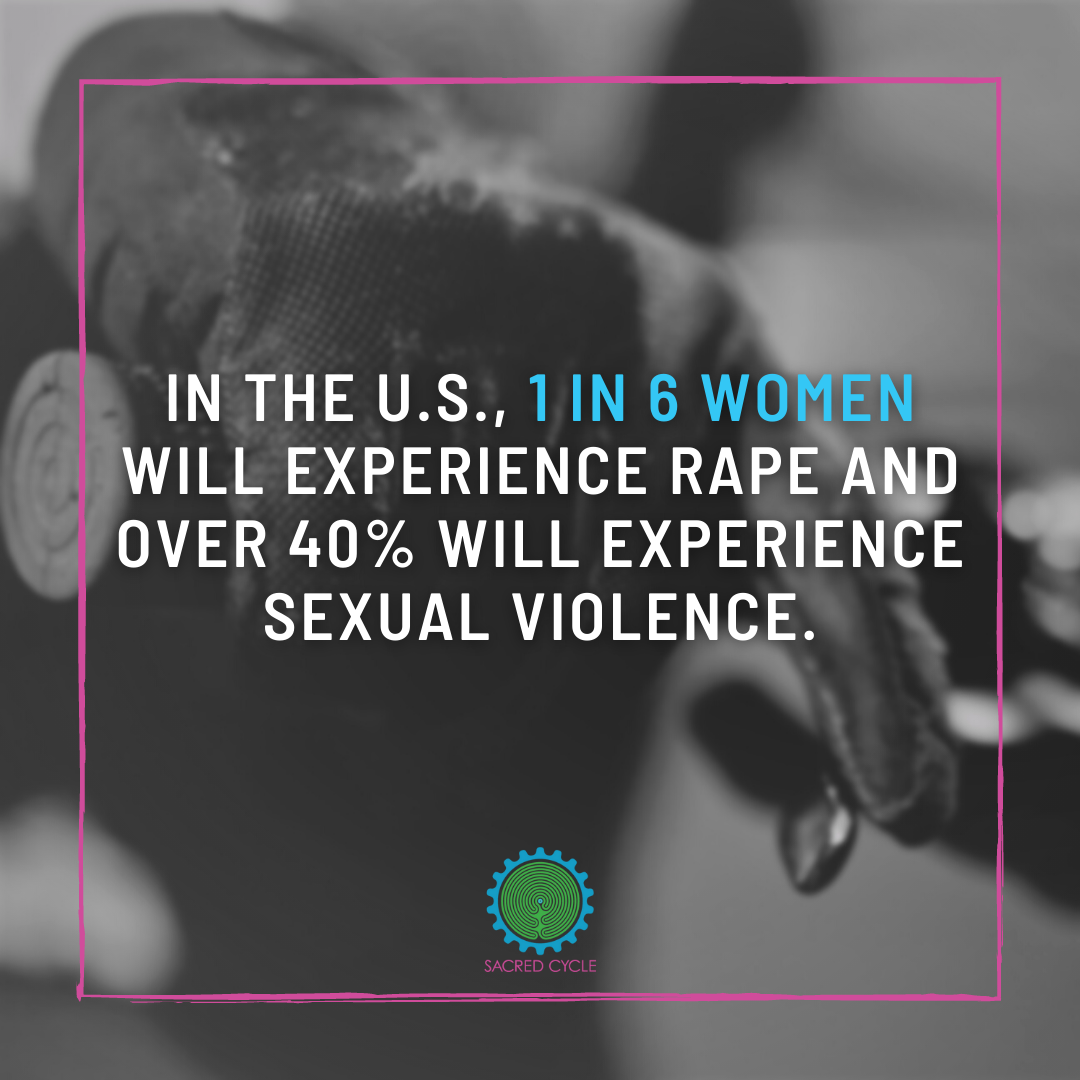 IN THE U.S., 1 IN 6 WOMEN
WILL EXPERIENCE RAPE AND
OVER 40% WILL EXPERIENCE
SEXUAL VIOLENCE.
SACRED CYCLE